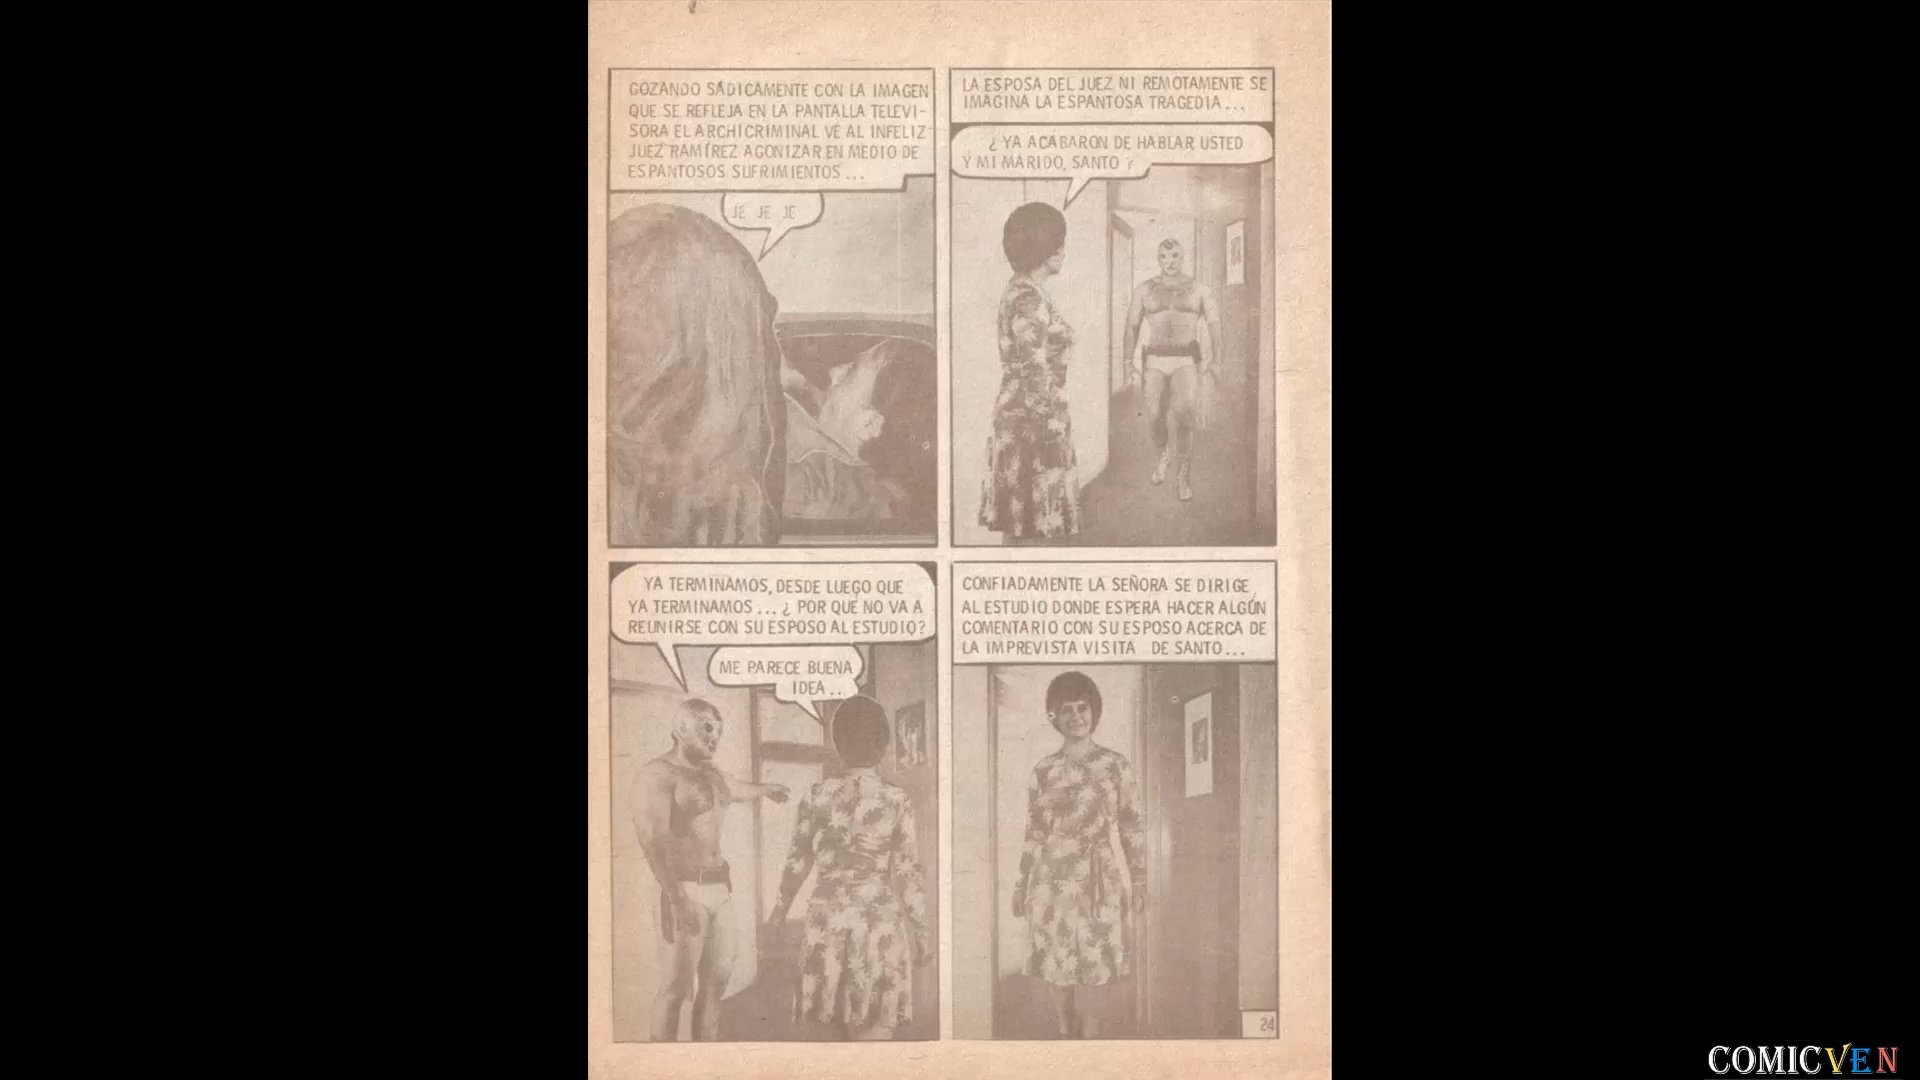 GOZANDO SÁDICAMENTE CON LA IMAGEN
QUE SE REFLEJA EN LA PANTALLA TELEVI-
SORA EL ARCHICRIMINAL VE AL INFELIZ
JUEZ RAMÍREZ AGONIZAR EN MEDIO DE
ESPANTOSOS SUFRIMIENTOS...
JE JE JE
LA ESPOSA DEL JUEZ NI REMOTAMENTE SE
IMAGINA LA ESPANTOSA TRAGEDIA...
¿YA ACABARON DE HABLAR USTED
Y MI MARIDO, SANTO?
YA TERMINAMOS, DESDE LUEGO QUE
YA TERMINAMOS... ¿POR QUÉ NO VA A
REUNIRSE CON SU ESPOSO AL ESTUDIO?
ME PARECE BUENA
IDEA..
CONFIADAMENTE LA SEÑORA SE DIRIGE
AL ESTUDIO DONDE ESPERA HACER ALGÚN
COMENTARIO CON SU ESPOSO ACERCA DE
LA IMPREVISTA VISITA DE SANTO...
24
COMICVEN